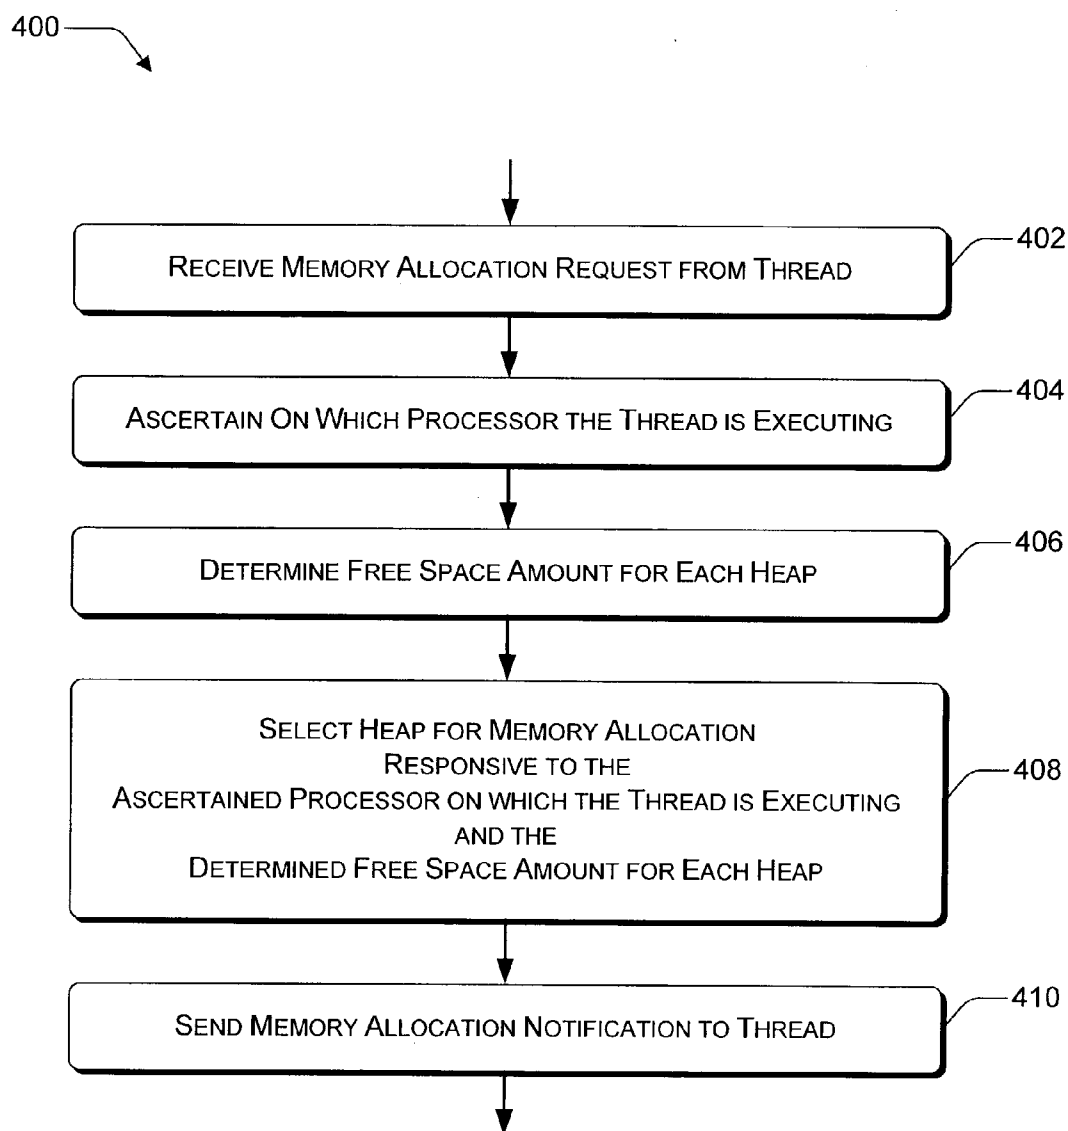 400
RECEIVE MEMORY ALLOCATION REQUEST FROM THREAD
402
ASCERTAIN ON WHICH PROCESSOR THE THREAD IS EXECUTING
404
DETERMINE FREE SPACE AMOUNT FOR EACH HEAP
406
SELECT HEAP FOR MEMORY ALLOCATION
RESPONSIVE TO THE
ASCERTAINED PROCESSOR ON WHICH THE THREAD IS EXECUTING
AND THE
DETERMINED FREE SPACE AMOUNT FOR EACH HEAP
408
SEND MEMORY ALLOCATION NOTIFICATION TO THREAD
410